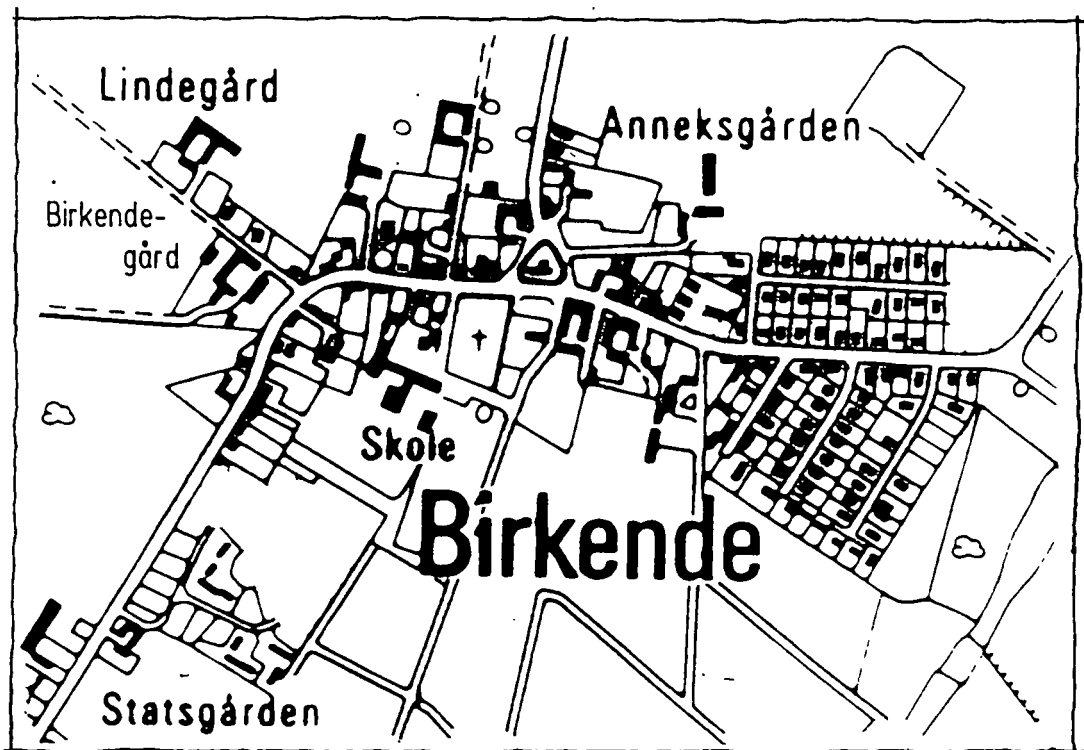 Lindegård
Anneksgården
Birkende-
gård
Skole
Birkende
Statsgården